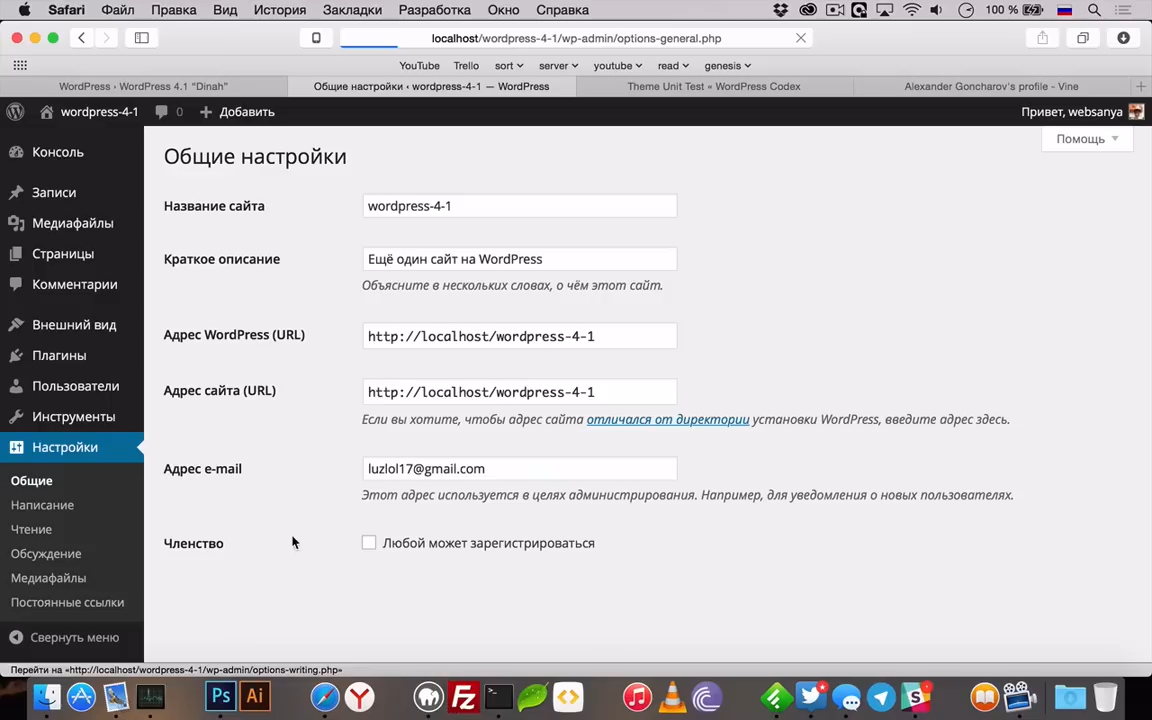 Safari Файл Правка Вид История Закладки Разработка Окно Справка 100 %
localhost/wordpress-4-1/wp-admin/options-general.php
YouTube Trello sort server youtube read genesis
WordPress › WordPress 4.1 "Dinah" Общие настройки ‹ wordpress-4-1 — WordPress Theme Unit Test « WordPress Codex Alexander Goncharov's profile - Vine
wordpress-4-1 0 Добавить Привет, websanya
Помощь
Консоль
Записи
Медиафайлы
Страницы
Комментарии
Внешний вид
Плагины
Пользователи
Инструменты
Настройки
Общие
Написание
Чтение
Обсуждение
Медиафайлы
Постоянные ссылки
Свернуть меню
Общие настройки
Название сайта wordpress-4-1
Краткое описание Ещё один сайт на WordPress
Объясните в нескольких словах, о чём этот сайт.
Адрес WordPress (URL) http://localhost/wordpress-4-1
Адрес сайта (URL) http://localhost/wordpress-4-1
Если вы хотите, чтобы адрес сайта отличался от директории установки WordPress, введите адрес здесь.
Адрес e-mail luzlol17@gmail.com
Этот адрес используется в целях администрирования. Например, для уведомления о новых пользователях.
Членство Любой может зарегистрироваться
Перейти на «http://localhost/wordpress-4-1/wp-admin/options-writing.php»
Ps Ai